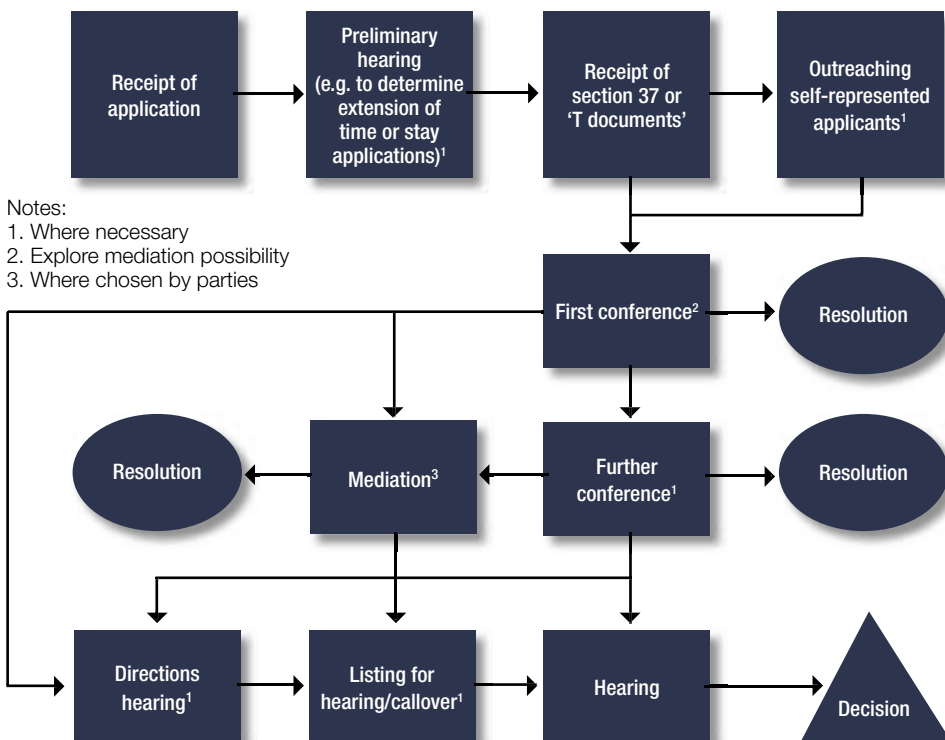 Receipt of
application
Preliminary
hearing
(e.g. to determine
extension of
time or stay
applications)¹
Receipt of
section 37 or
‘T documents’
Outreaching
self-represented
applicants¹
Notes:
1. Where necessary
2. Explore mediation possibility
3. Where chosen by parties
First conference²
Resolution
Resolution
Mediation³
Further
conference¹
Resolution
Directions
hearing¹
Listing for
hearing/callover¹
Hearing
Decision